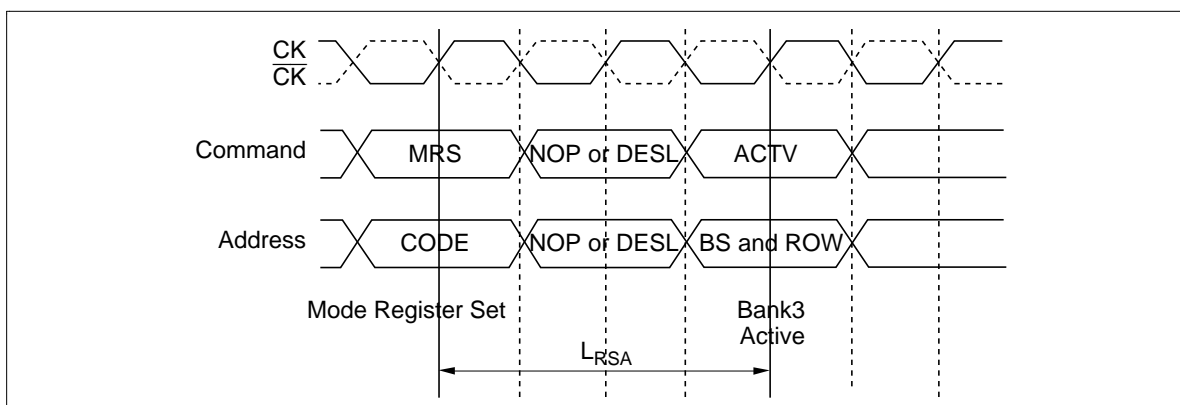 CK
CK
Command MRS NOP or DESL ACTV
Address CODE NOP or DESL BS and ROW
Mode Register Set Bank3
Active
LRSA